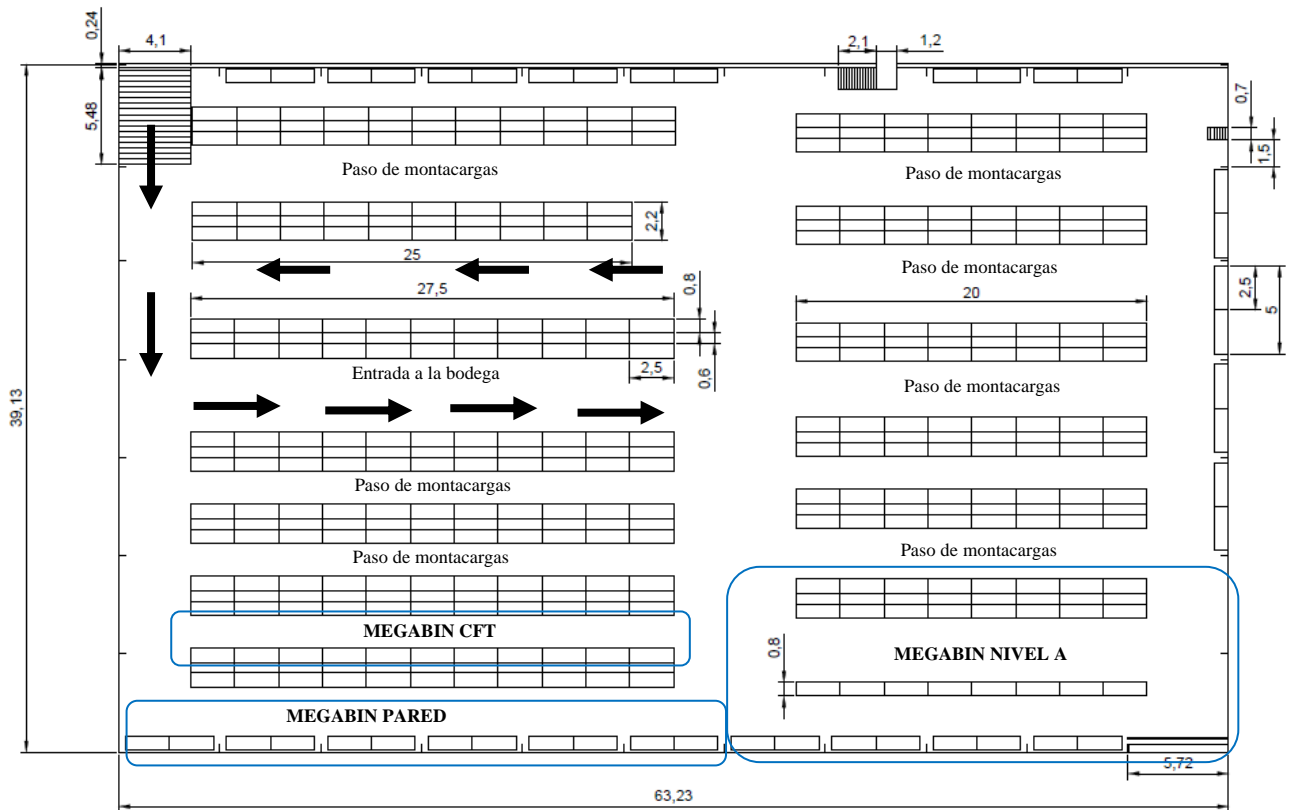 0,24
4,1
2,1
1,2
5,48
0,7
1,5
Paso de montacargas
Paso de montacargas
2,2
25
Paso de montacargas
27,5
0,8
20
2,5
5
Entrada a la bodega
2,5
0,6
Paso de montacargas
39,13
Paso de montacargas
Paso de montacargas
Paso de montacargas
MEGABIN CFT
0,8
MEGABIN NIVEL A
MEGABIN PARED
5,72
63,23